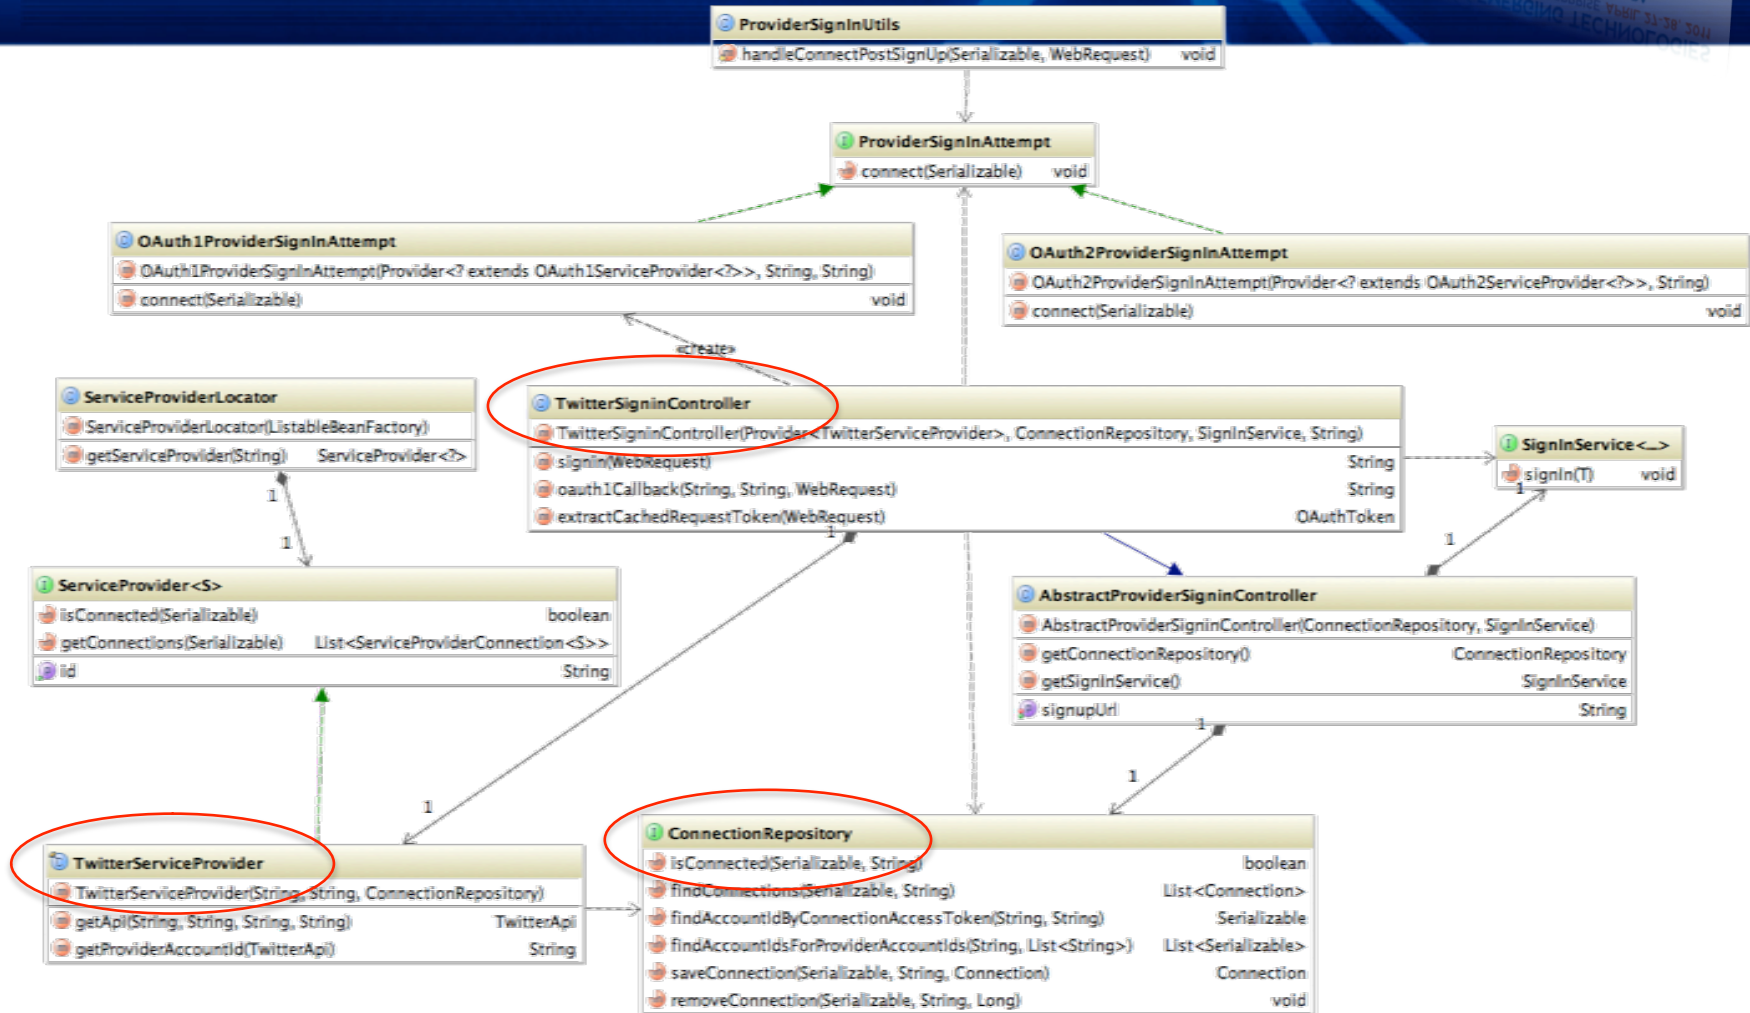 EMERGING TECHNOLOGIES
APRIL 27-28, 2011
ProviderSignInUtils
handleConnectPostSignUp(Serializable, WebRequest) void
ProviderSignInAttempt
connect(Serializable) void
OAuth1ProviderSignInAttempt
OAuth1ProviderSignInAttempt(Provider<? extends OAuth1ServiceProvider<?>>, String, String)
connect(Serializable) void
OAuth2ProviderSignInAttempt
OAuth2ProviderSignInAttempt(Provider<? extends OAuth2ServiceProvider<?>>, String)
connect(Serializable) void
«create»
ServiceProviderLocator
ServiceProviderLocator(ListableBeanFactory)
getServiceProvider(String) ServiceProvider<?>
1
1
TwitterSigninController
TwitterSigninController(Provider<TwitterServiceProvider>, ConnectionRepository, SignInService, String)
signin(WebRequest) String
oauth1Callback(String, String, WebRequest) String
extractCachedRequestToken(WebRequest) OAuthToken
1
SignInService<...>
signIn(T) void
1
1
ServiceProvider<S>
isConnected(Serializable) boolean
getConnections(Serializable) List<ServiceProviderConnection<S>>
id String
AbstractProviderSigninController
AbstractProviderSigninController(ConnectionRepository, SignInService)
getConnectionRepository() ConnectionRepository
getSignInService() SignInService
signupUrl String
1
1
1
TwitterServiceProvider
TwitterServiceProvider(String, String, ConnectionRepository)
getApi(String, String, String, String) TwitterApi
getProviderAccountId(TwitterApi) String
ConnectionRepository
isConnected(Serializable, String) boolean
findConnections(Serializable, String) List<Connection>
findAccountIdByConnectionAccessToken(String, String) Serializable
findAccountIdsForProviderAccountIds(String, List<String>) List<Serializable>
saveConnection(Serializable, String, Connection) Connection
removeConnection(Serializable, String, Long) void